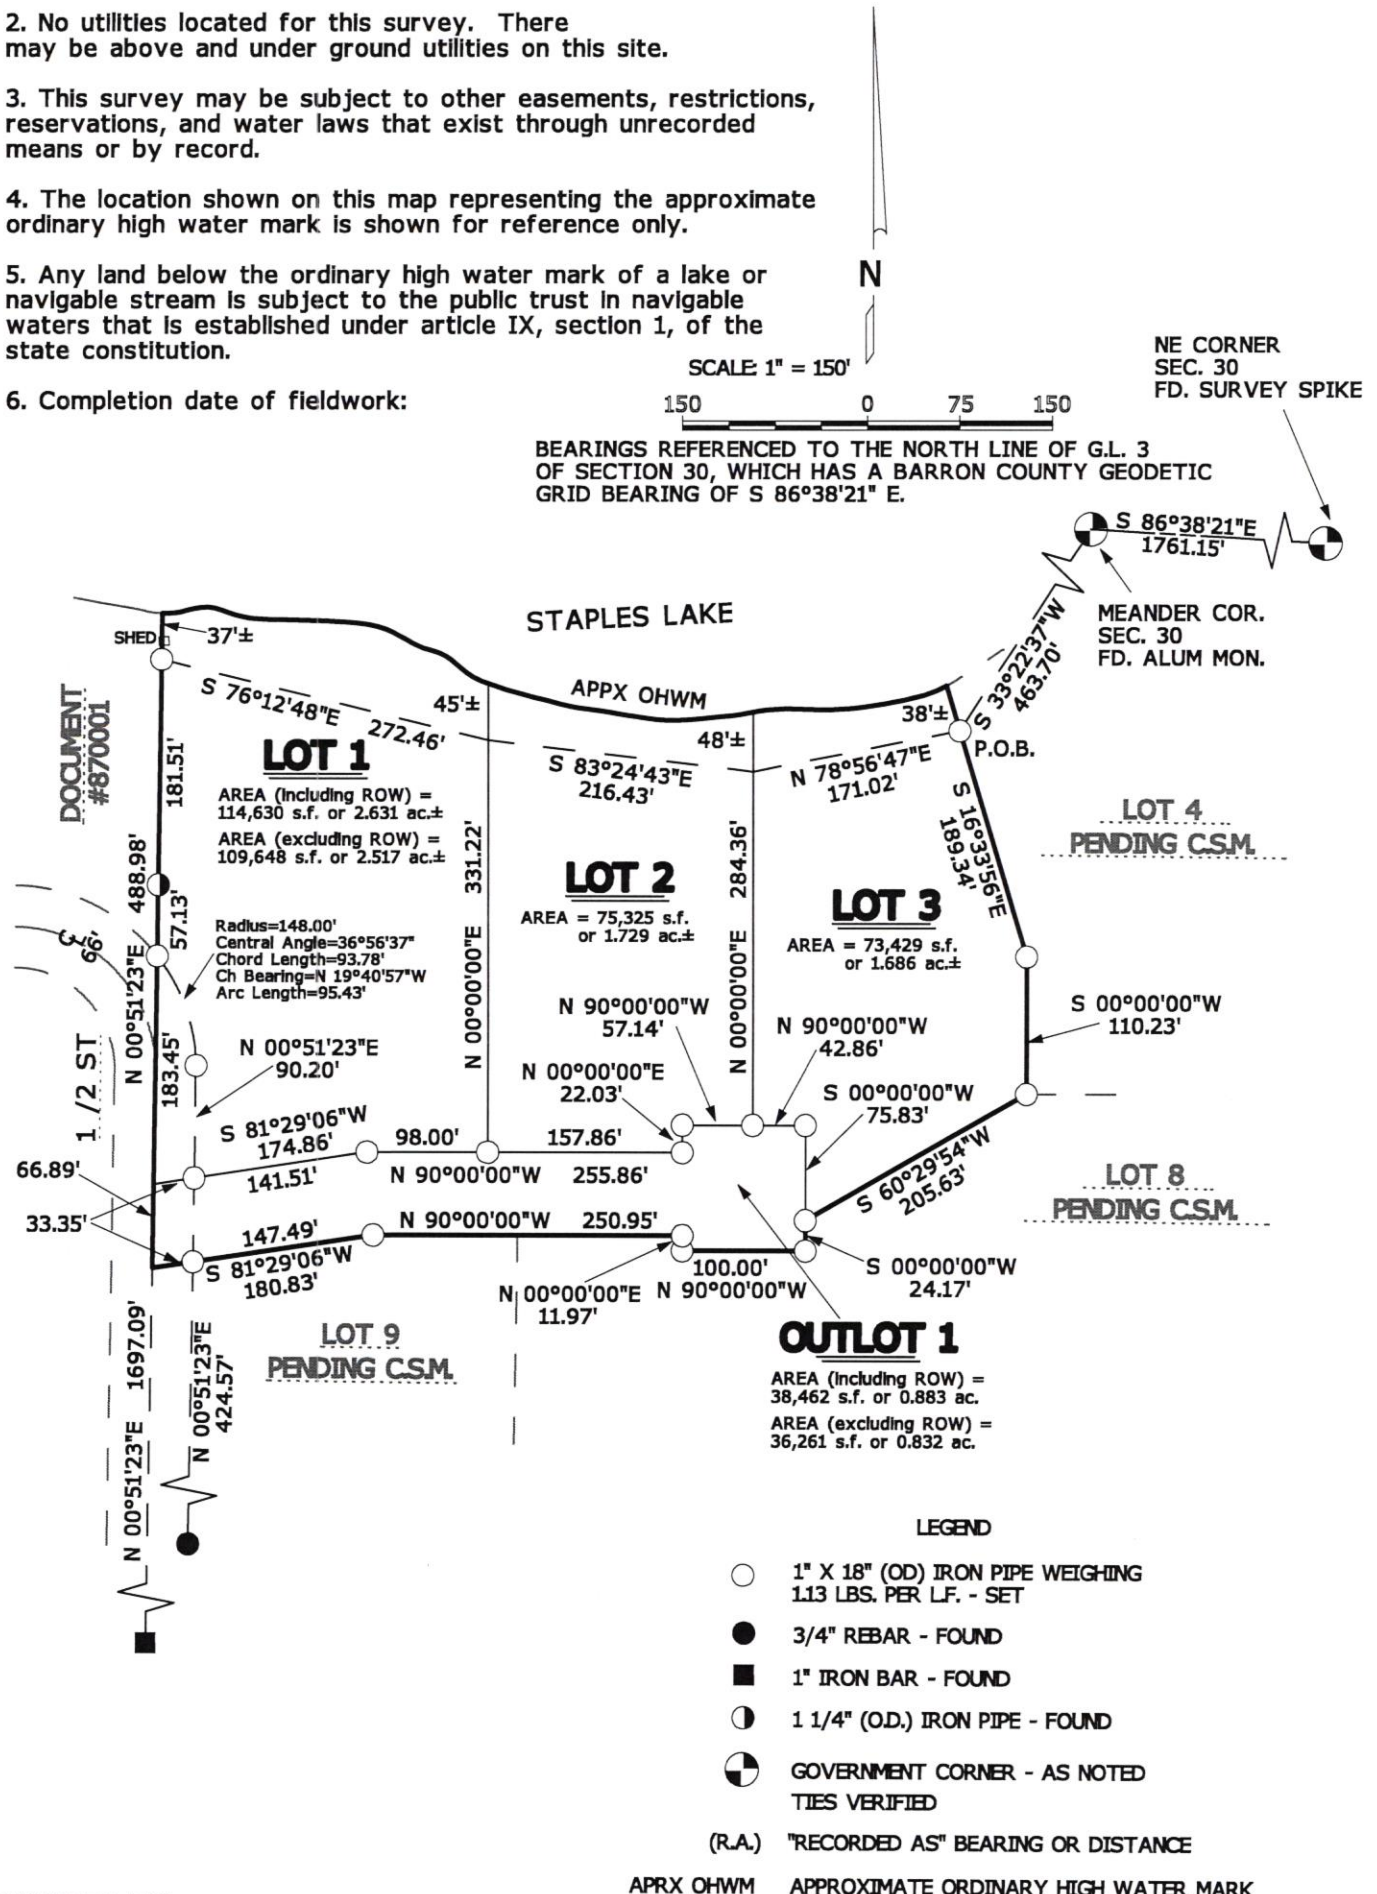 2. No utilities located for this survey. There
may be above and under ground utilities on this site.
3. This survey may be subject to other easements, restrictions,
reservations, and water laws that exist through unrecorded
means or by record.
4. The location shown on this map representing the approximate
ordinary high water mark is shown for reference only.
5. Any land below the ordinary high water mark of a lake or
navigable stream is subject to the public trust in navigable
waters that is established under article IX, section 1, of the
state constitution.
6. Completion date of fieldwork:
N
SCALE: 1" = 150'
150 0 75 150
BEARINGS REFERENCED TO THE NORTH LINE OF G.L. 3
OF SECTION 30, WHICH HAS A BARRON COUNTY GEODETIC
GRID BEARING OF S 86°38'21" E.
NE CORNER
SEC. 30
FD. SURVEY SPIKE
S 86°38'21"E
1761.15'
MEANDER COR.
SEC. 30
FD. ALUM MON.
S 33°22'37"W
463.70'
STAPLES LAKE
APPX OHWM
SHED
37'±
45'±
48'±
38'±
P.O.B.
S 76°12'48"E
272.46'
S 83°24'43"E
216.43'
N 78°56'47"E
171.02'
DOCUMENT
#870001
181.51'
488.98'
57.13'
N 00°51'23"E
183.45'
LOT 1
AREA (including ROW) =
114,630 s.f. or 2.631 ac.±
AREA (excluding ROW) =
109,648 s.f. or 2.517 ac.±
Radius=148.00'
Central Angle=36°56'37"
Chord Length=93.78'
Ch Bearing=N 19°40'57"W
Arc Length=95.43'
331.22'
N 00°00'00"E
LOT 2
AREA = 75,325 s.f.
or 1.729 ac.±
284.36'
N 00°00'00"E
LOT 3
AREA = 73,429 s.f.
or 1.686 ac.±
S 16°33'56"E
189.34'
LOT 4
PENDING C.S.M.
S 00°00'00"W
110.23'
66'
1 /2 ST
N 00°51'23"E
90.20'
N 90°00'00"W
57.14'
N 90°00'00"W
42.86'
N 00°00'00"E
22.03'
S 00°00'00"W
75.83'
S 81°29'06"W
174.86'
141.51'
98.00'
157.86'
N 90°00'00"W 255.86'
66.89'
33.35'
147.49'
S 81°29'06"W
180.83'
N 90°00'00"W 250.95'
S 60°29'54"W
205.63'
LOT 8
PENDING C.S.M.
100.00'
N 90°00'00"W
N 00°00'00"E
11.97'
S 00°00'00"W
24.17'
LOT 9
PENDING C.S.M.
OUTLOT 1
AREA (including ROW) =
38,462 s.f. or 0.883 ac.
AREA (excluding ROW) =
36,261 s.f. or 0.832 ac.
N 00°51'23"E 1697.09'
N 00°51'23"E
424.57'
LEGEND
1" X 18" (OD) IRON PIPE WEIGHING
1.13 LBS. PER L.F. - SET
3/4" REBAR - FOUND
1" IRON BAR - FOUND
1 1/4" (O.D.) IRON PIPE - FOUND
GOVERNMENT CORNER - AS NOTED
TIES VERIFIED
(R.A.) "RECORDED AS" BEARING OR DISTANCE
APRX OHWM APPROXIMATE ORDINARY HIGH WATER MARK